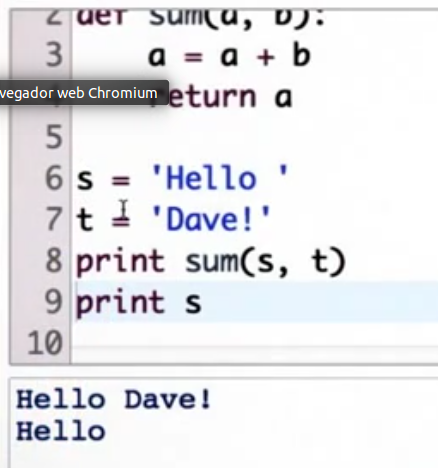 2 def sum(a, b):
3 a = a + b
vegador web Chromium
return a
5
6 s = 'Hello '
7 t = 'Dave!'
8 print sum(s, t)
9 print s
10
Hello Dave!
Hello